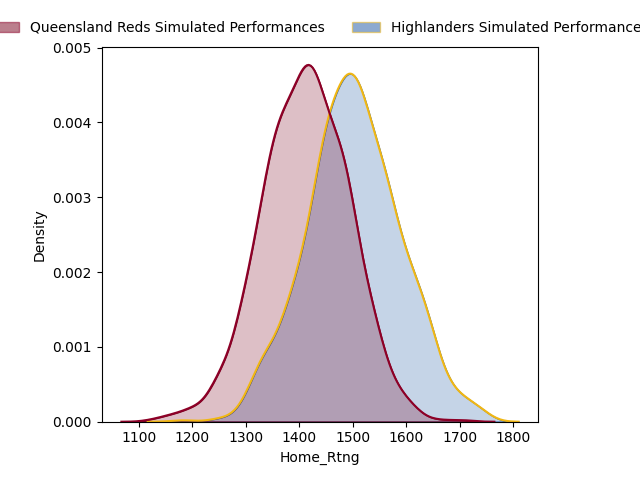 Queensland Reds Simulated Performances Highlanders Simulated Performance
0.005
0.004
0.003
0.002
0.001
0.000
Density
1100 1200 1300 1400 1500 1600 1700 1800
Home_Rtng